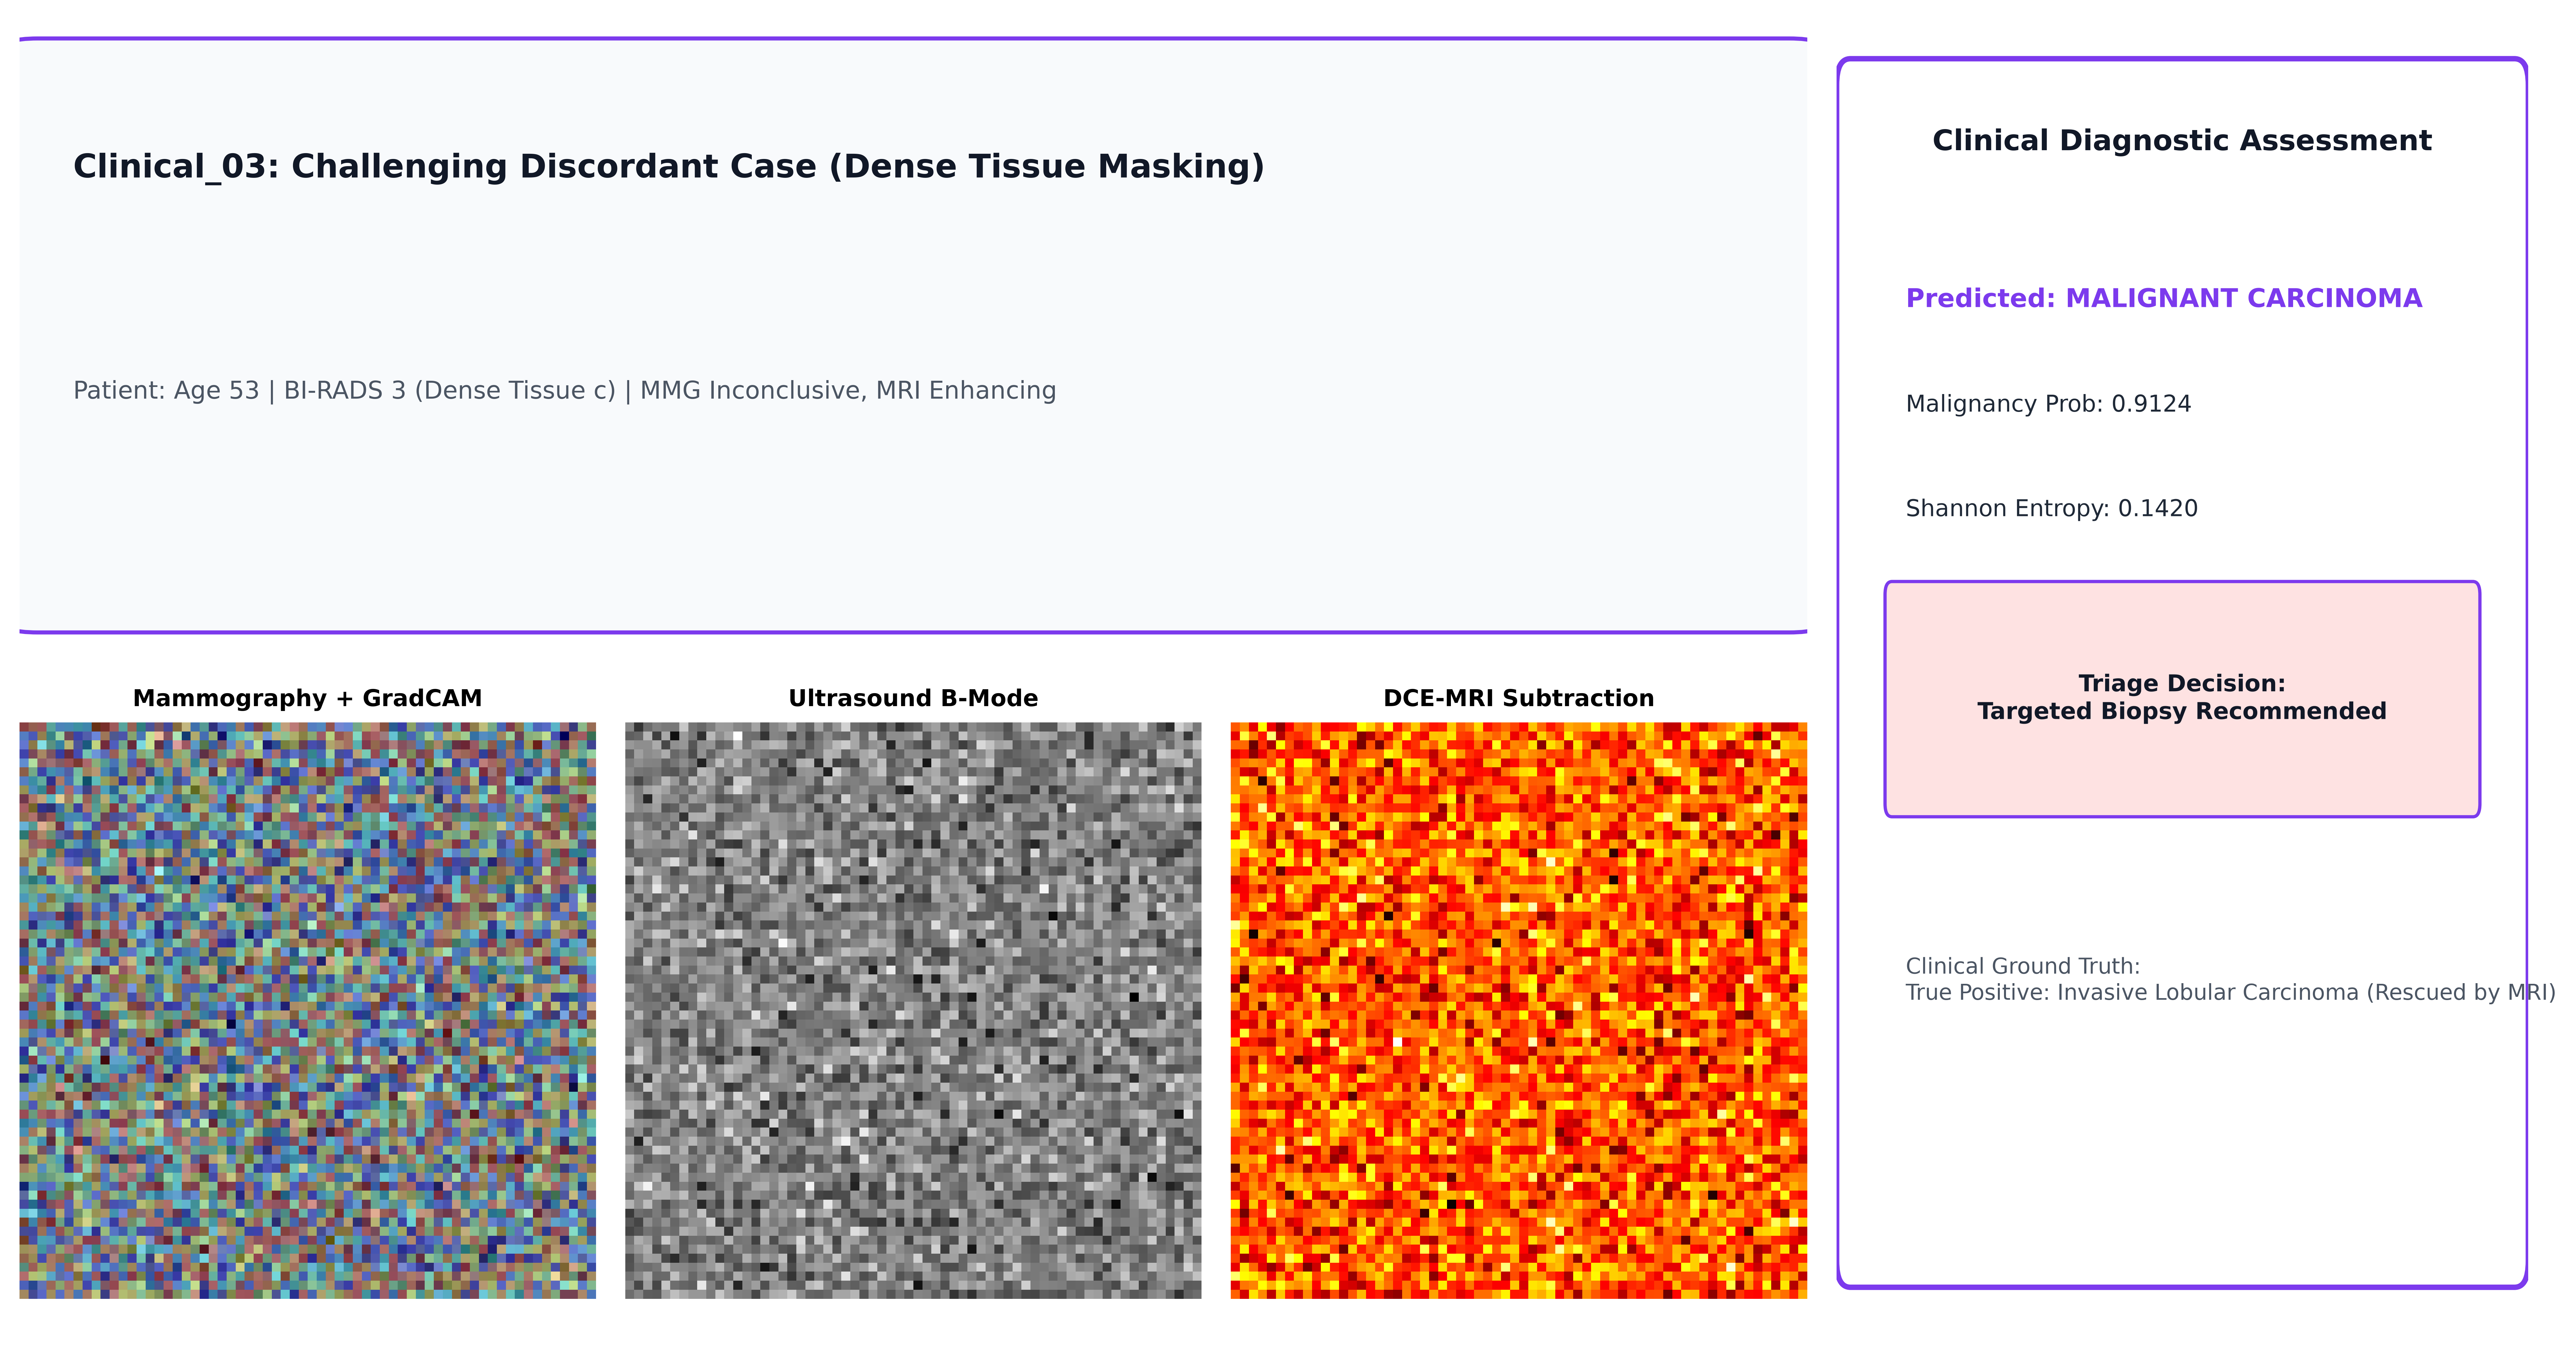 Clinical_03: Challenging Discordant Case (Dense Tissue Masking)
Patient: Age 53 | BI-RADS 3 (Dense Tissue c) | MMG Inconclusive, MRI Enhancing
Mammography + GradCAM
Ultrasound B-Mode
DCE-MRI Subtraction
Clinical Diagnostic Assessment
Predicted: MALIGNANT CARCINOMA
Malignancy Prob: 0.9124
Shannon Entropy: 0.1420
Triage Decision:
Targeted Biopsy Recommended
Clinical Ground Truth:
True Positive: Invasive Lobular Carcinoma (Rescued by MRI)